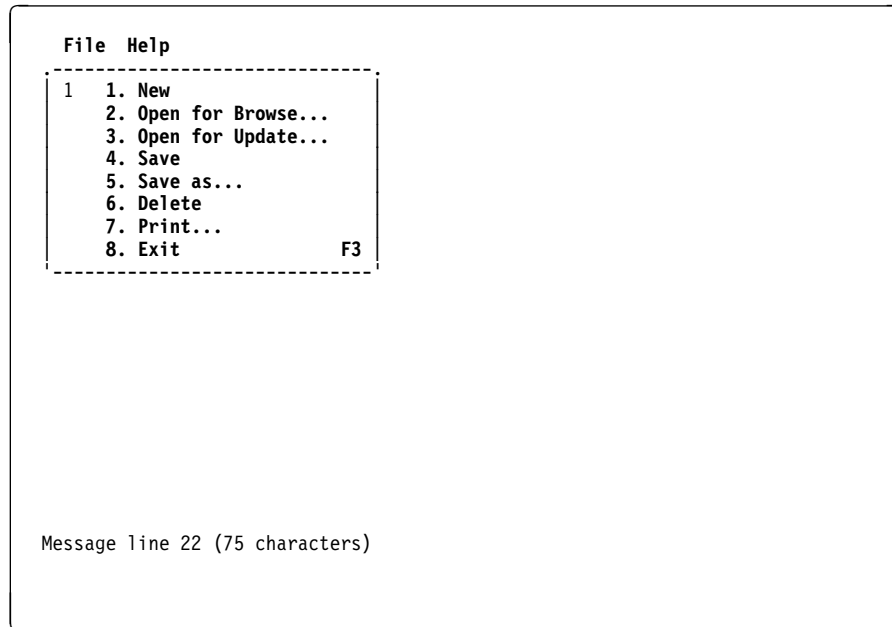 File  Help
1  1. New
2. Open for Browse...
3. Open for Update...
4. Save
5. Save as...
6. Delete
7. Print...
8. Exit  F3
Message line 22 (75 characters)